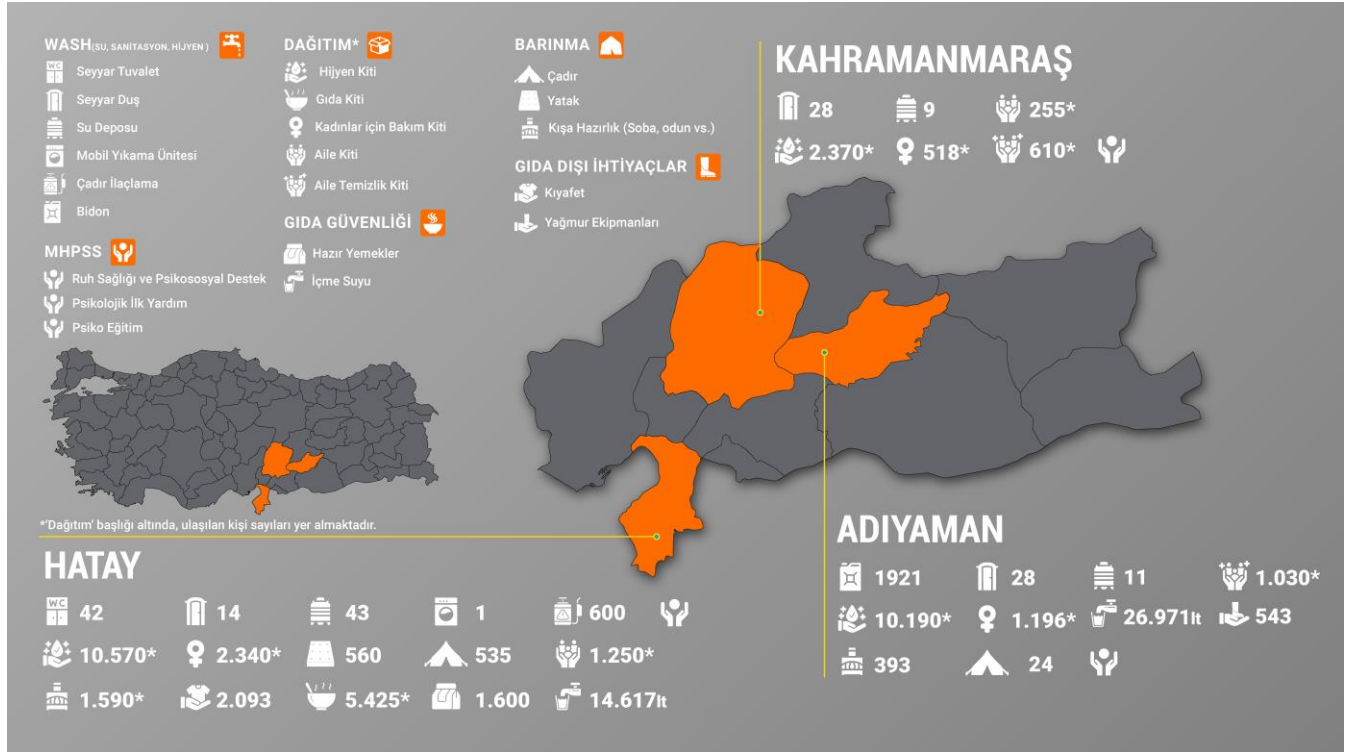 WASH(SU, SANİTASYON, HİJYEN )
WC
Seyyar Tuvalet
Seyyar Duş
Su Deposu
Mobil Yıkama Ünitesi
Çadır İlaçlama
Bidon
MHPSS
Ruh Sağlığı ve Psikososyal Destek
Psikolojik İlk Yardım
Psiko Eğitim
DAĞITIM*
Hijyen Kiti
Gıda Kiti
Kadınlar için Bakım Kiti
Aile Kiti
Aile Temizlik Kiti
GIDA GÜVENLİĞİ
Hazır Yemekler
İçme Suyu
BARINMA
Çadır
Yatak
Kışa Hazırlık (Soba, odun vs.)
GIDA DIŞI İHTİYAÇLAR
Kıyafet
Yağmur Ekipmanları
KAHRAMANMARAŞ
28 9 255*
2.370* 518* 610*
*'Dağıtım' başlığı altında, ulaşılan kişi sayıları yer almaktadır.
HATAY
WC 42 14 43 1 600
10.570* 2.340* 560 535 1.250*
1.590* 2.093 5.425* 1.600 14.617lt
ADIYAMAN
1921 28 11 1.030*
10.190* 1.196* 26.971lt 543
393 24